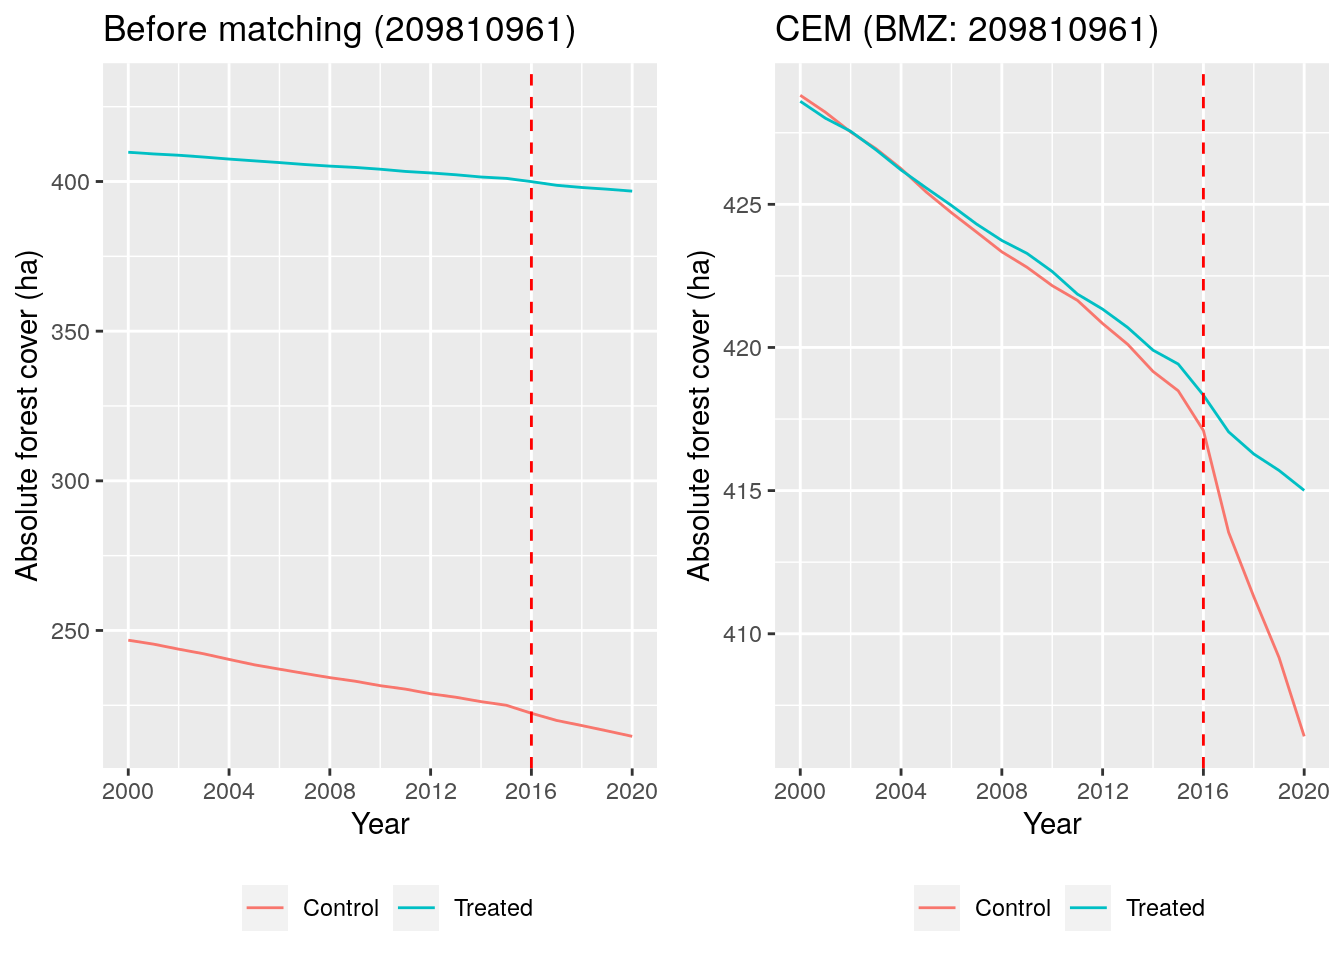 Before matching (209810961)
Absolute forest cover (ha)
400
350
300
250
2000 2004 2008 2012 2016 2020
Year
Control Treated
CEM (BMZ: 209810961)
Absolute forest cover (ha)
425
420
415
410
2000 2004 2008 2012 2016 2020
Year
Control Treated